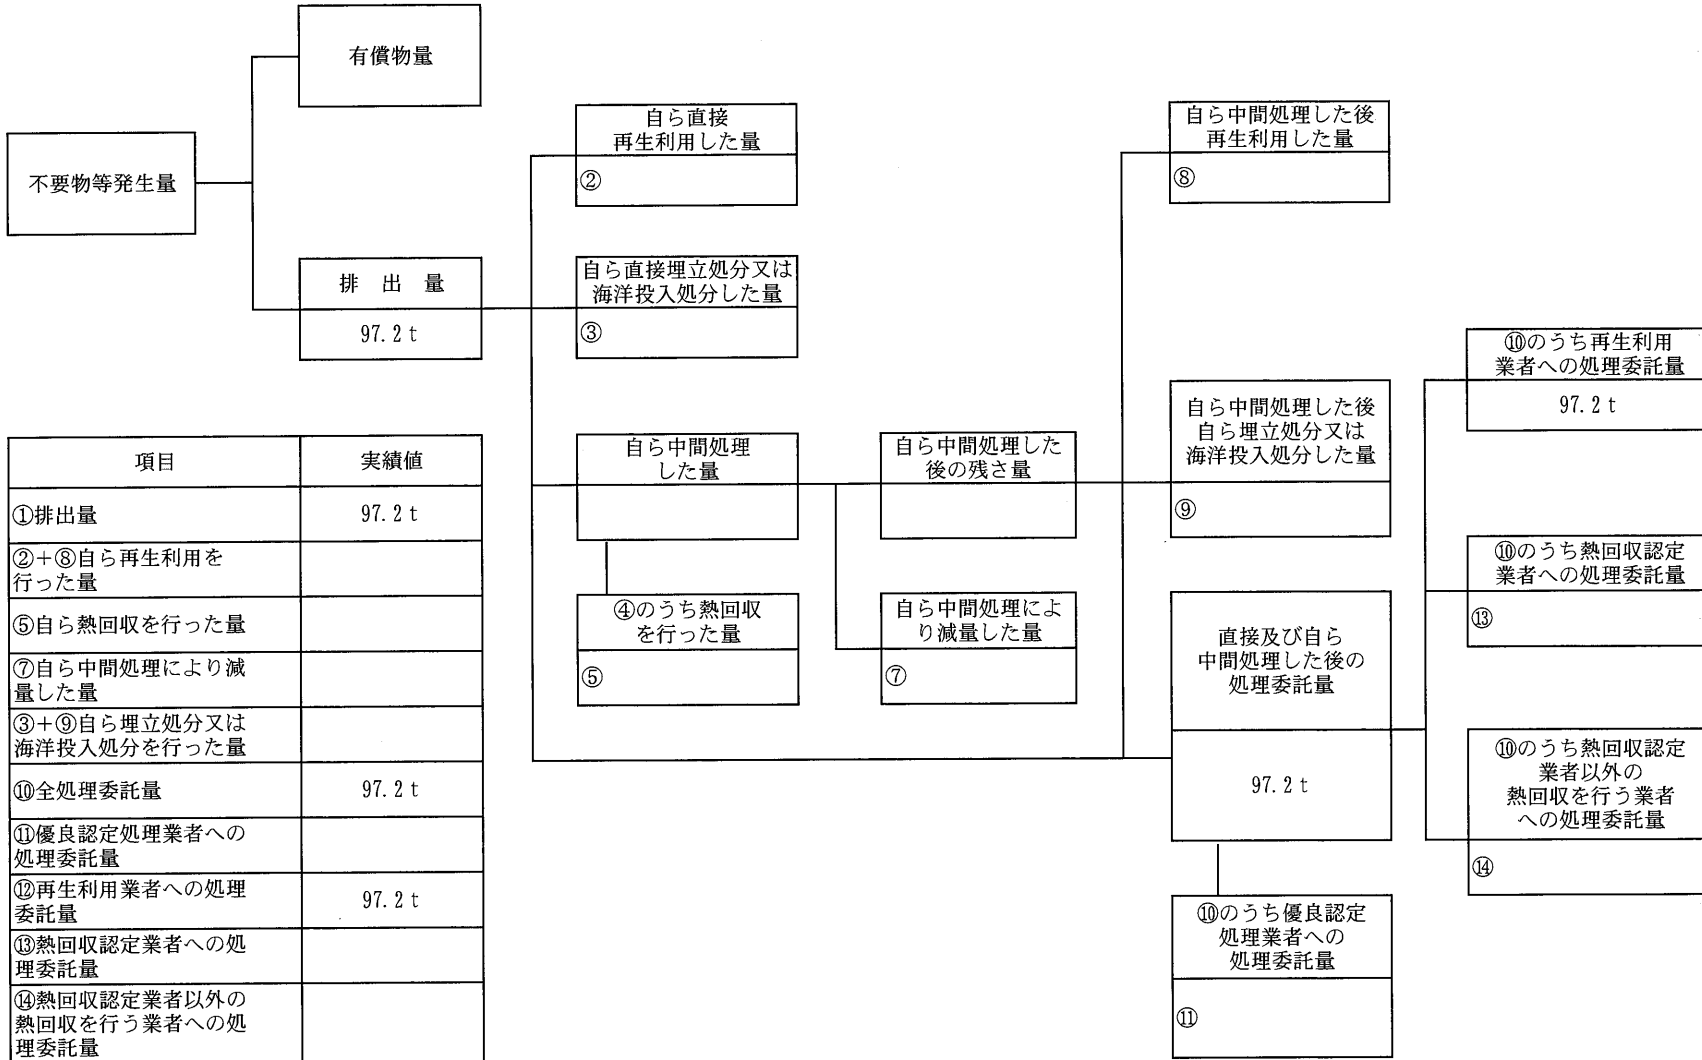 有償物量
不要物等発生量
排 出 量
97.2 t
自ら直接
再生利用した量
②
自ら直接埋立処分又は
海洋投入処分した量
③
自ら中間処理
した量
④のうち熱回収
を行った量
⑤
自ら中間処理した
後の残さ量
自ら中間処理によ
り減量した量
⑦
自ら中間処理した後
再生利用した量
⑧
自ら中間処理した後
自ら埋立処分又は
海洋投入処分した量
⑨
直接及び自ら
中間処理した後の
処理委託量
97.2 t
⑩のうち優良認定
処理業者への
処理委託量
⑪
⑩のうち再生利用
業者への処理委託量
97.2 t
⑩のうち熱回収認定
業者への処理委託量
⑬
⑩のうち熱回収認定
業者以外の
熱回収を行う業者
への処理委託量
⑭
項目 実績値
①排出量 97.2 t
②+⑧自ら再生利用を
行った量
⑤自ら熱回収を行った量
⑦自ら中間処理により減
量した量
③+⑨自ら埋立処分又は
海洋投入処分を行った量
⑩全処理委託量 97.2 t
⑪優良認定処理業者への
処理委託量
⑫再生利用業者への処理
委託量 97.2 t
⑬熱回収認定業者への処
理委託量
⑭熱回収認定業者以外の
熱回収を行う業者への処
理委託量